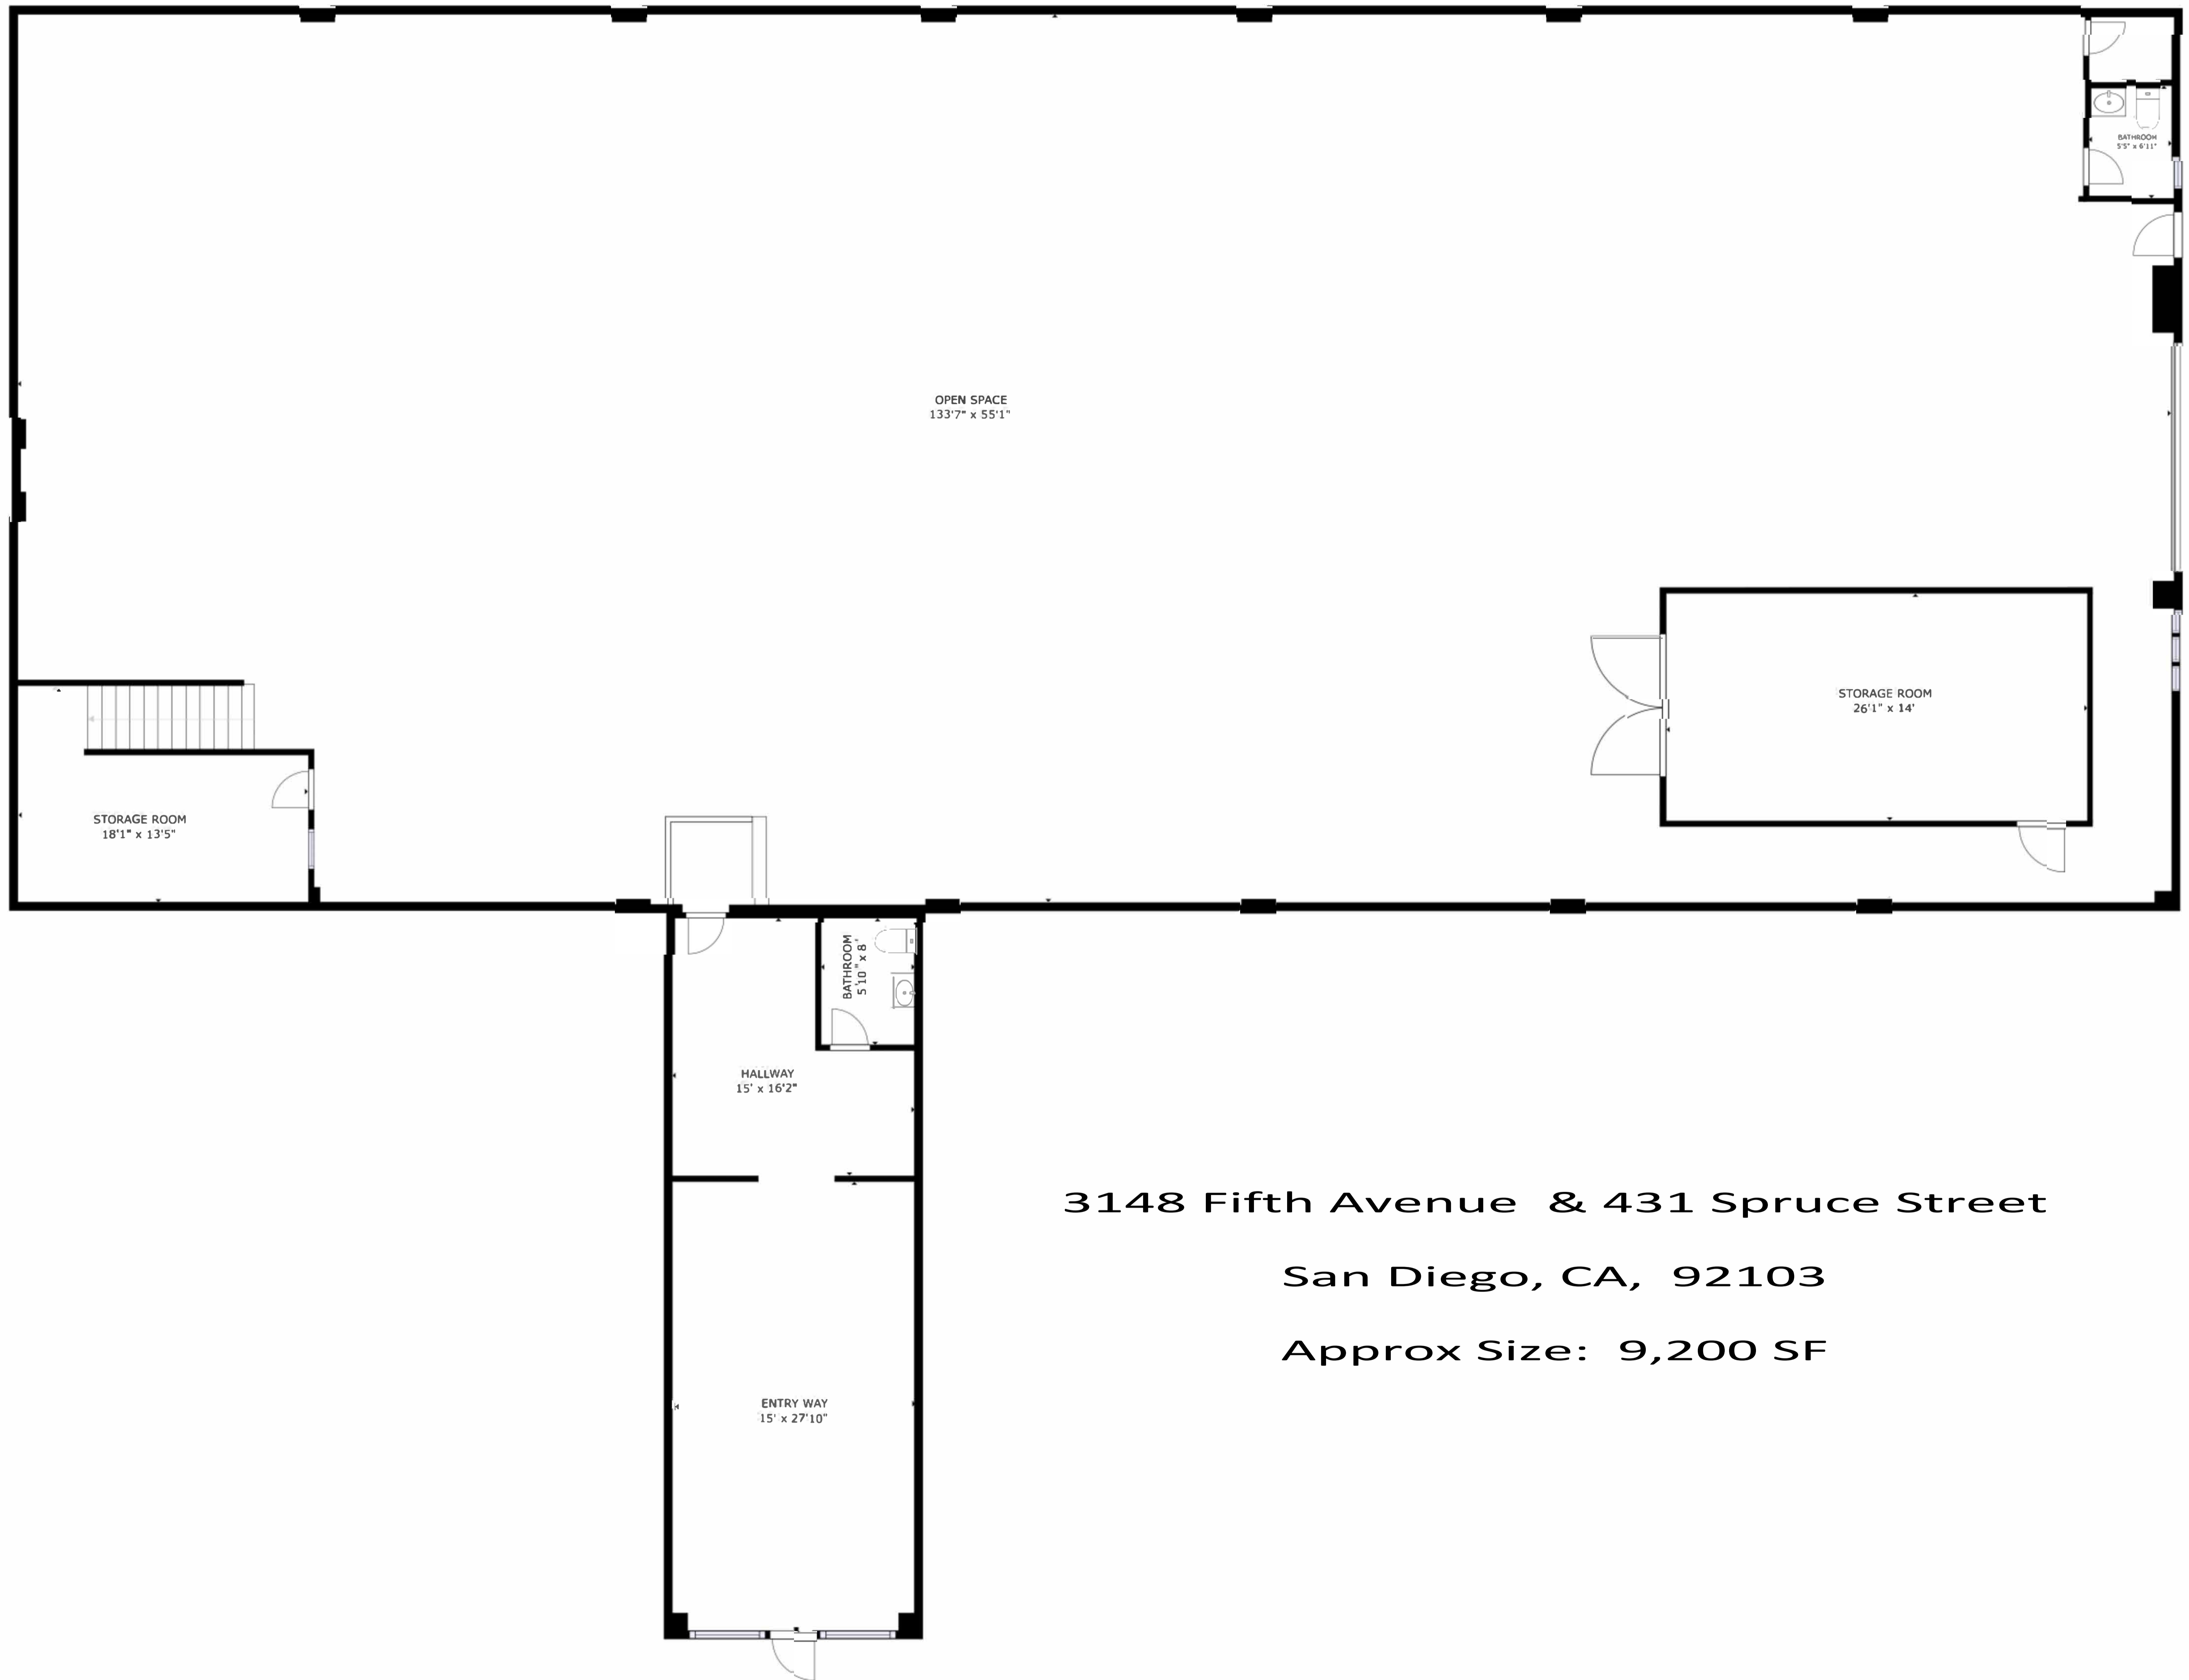 BATHROOM
5'5" x 6'11"
OPEN SPACE
133'7" x 55'1"
STORAGE ROOM
26'1" x 14'
STORAGE ROOM
18'1" x 13'5"
BATHROOM
5'10" x 8'
HALLWAY
15' x 16'2"
3148 Fifth Avenue & 431 Spruce Street
San Diego, CA, 92103
Approx Size: 9,200 SF
ENTRY WAY
15' x 27'10"